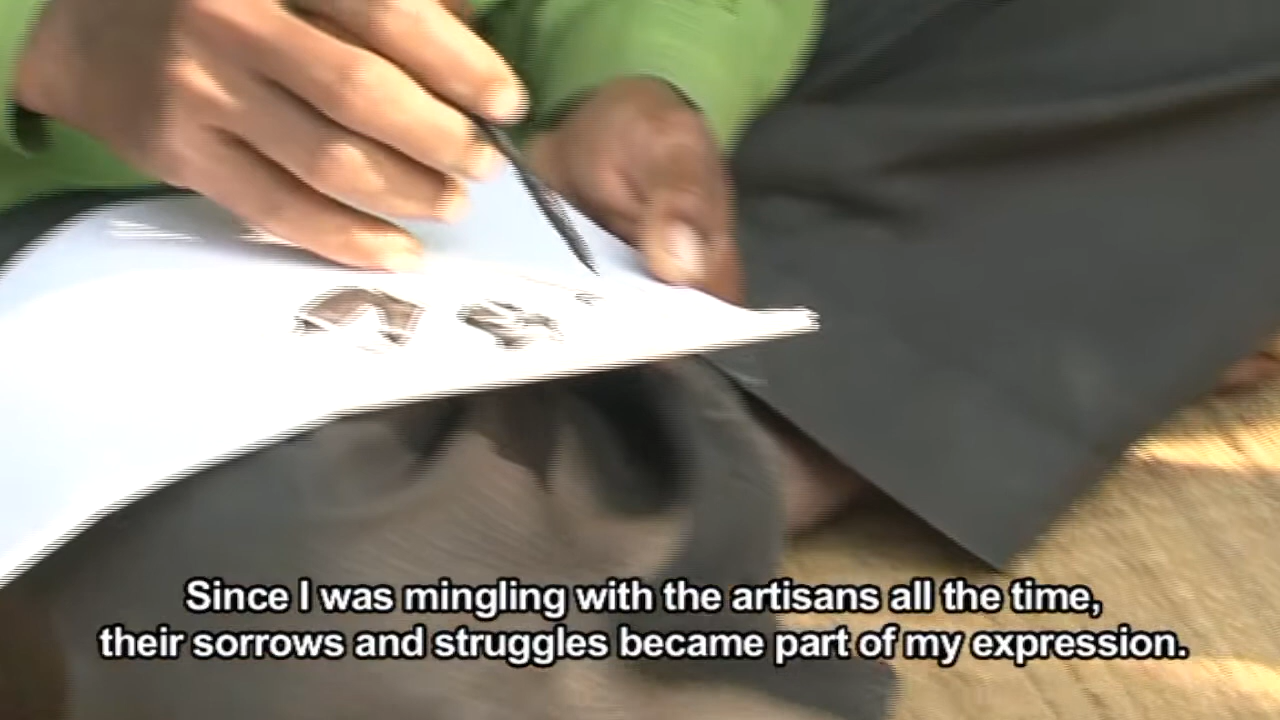 Since I was mingling with the artisans all the time,
their sorrows and struggles became part of my expression.